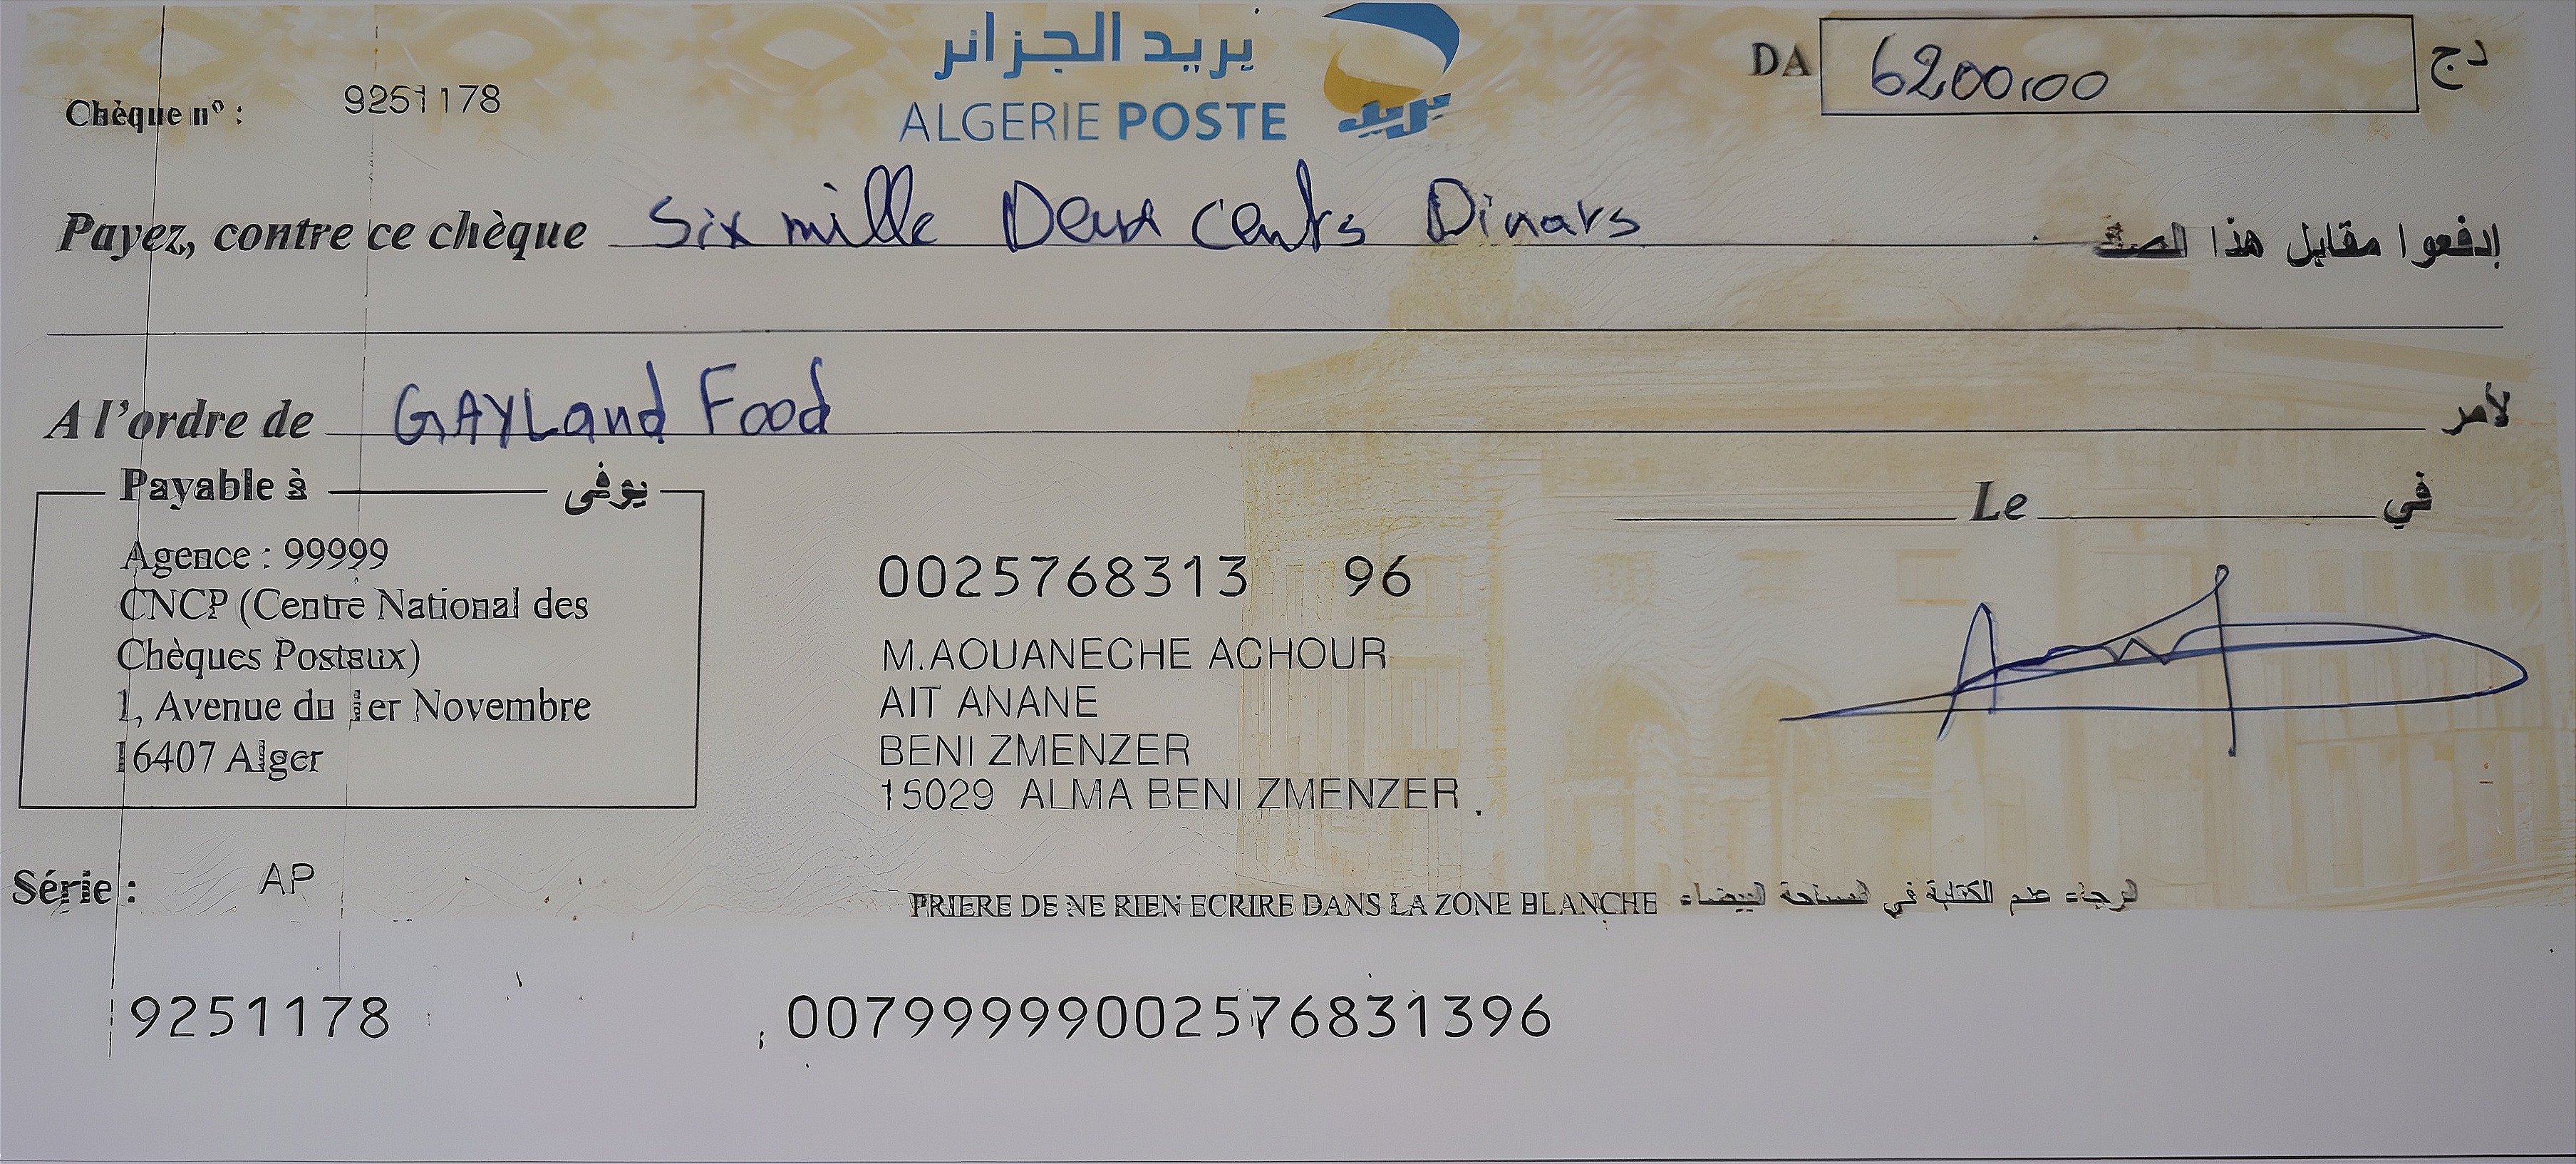 بريد الجزائر
ALGERIE POSTE
بريد
DA 6200,00 دج
Chèque n° : 9251178
Payez, contre ce chèque Six mille Deux cents Dinars إدفعوا مقابل هذا الصك
A l'ordre de GAYLand Food لأمر
Payable à يوفى
Agence : 99999
CNCP (Centre National des
Chèques Postaux)
1, Avenue du 1er Novembre
16407 Alger
Le في
0025768313 96
M.AOUANECHE ACHOUR
AIT ANANE
BENI ZMENZER
15029 ALMA BENI ZMENZER
Série : AP
PRIERE DE NE RIEN ECRIRE DANS LA ZONE BLANCHE الرجاء عدم الكتابة في المساحة البيضاء
9251178 00799999002576831396